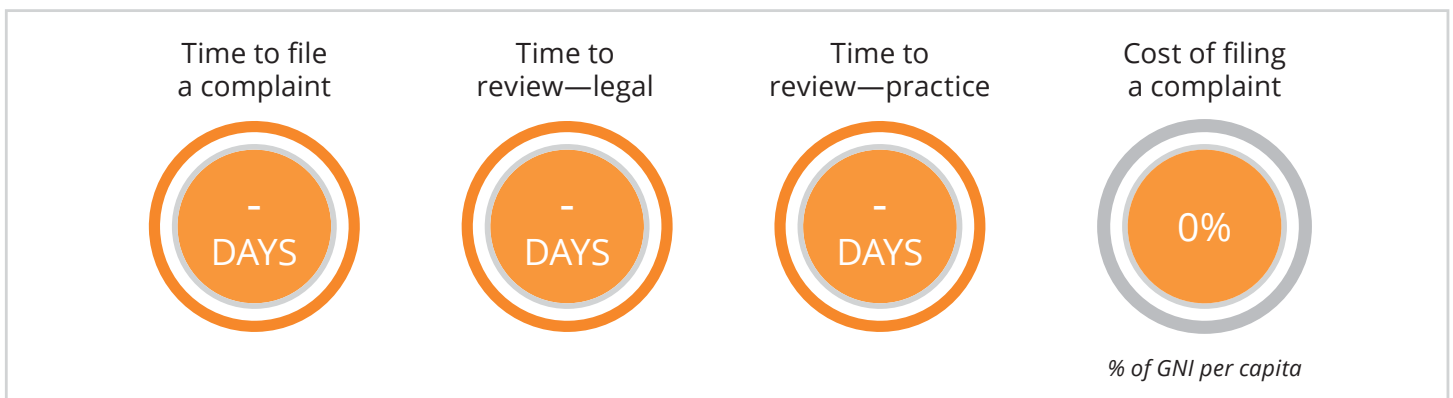 Time to file
a complaint
-
DAYS
Time to
review—legal
-
DAYS
Time to
review—practice
-
DAYS
Cost of filing
a complaint
0%
% of GNI per capita